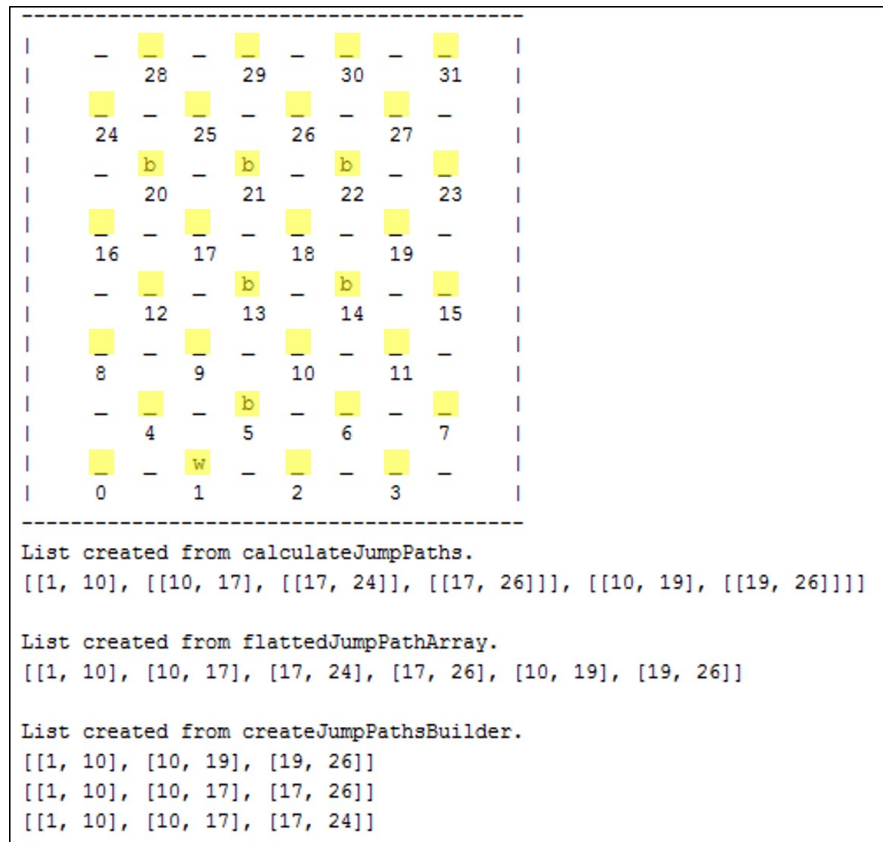 -----------------------------------------
| _ _ _ _ _ _ _ _ |
| 28 29 30 31 |
| _ _ _ _ _ _ _ _ |
| 24 25 26 27 |
| _ b _ b _ b _ _ |
| 20 21 22 23 |
| _ _ _ _ _ _ _ _ |
| 16 17 18 19 |
| _ _ _ b _ b _ _ |
| 12 13 14 15 |
| _ _ _ _ _ _ _ _ |
| 8 9 10 11 |
| _ _ _ b _ _ _ _ |
| 4 5 6 7 |
| _ _ w _ _ _ _ _ |
| 0 1 2 3 |
-----------------------------------------
List created from calculateJumpPaths.
[[1, 10], [[10, 17], [[17, 24]], [[17, 26]]], [[10, 19], [[19, 26]]]]
List created from flattedJumpPathArray.
[[1, 10], [10, 17], [17, 24], [17, 26], [10, 19], [19, 26]]
List created from createJumpPathsBuilder.
[[1, 10], [10, 19], [19, 26]]
[[1, 10], [10, 17], [17, 26]]
[[1, 10], [10, 17], [17, 24]]